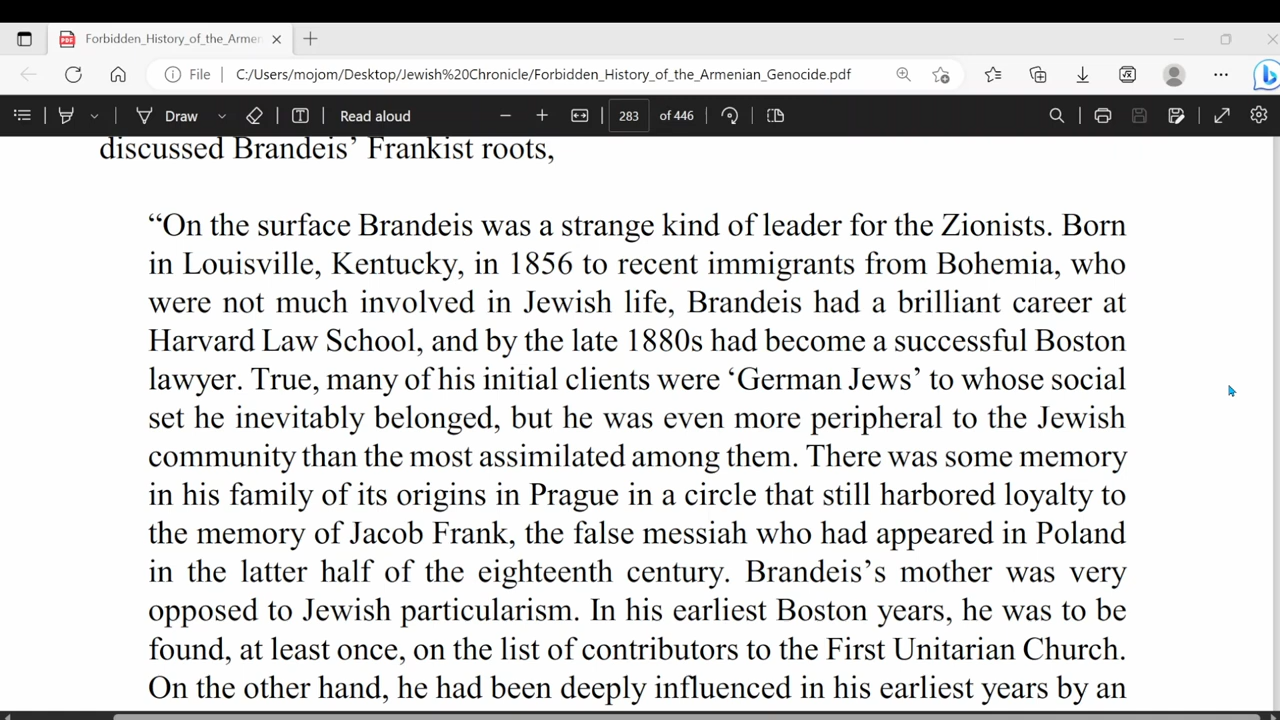 Forbidden_History_of_the_Armen
File
C:/Users/mojom/Desktop/Jewish%20Chronicle/Forbidden_History_of_the_Armenian_Genocide.pdf
Draw
Read aloud
283 of 446
discussed Brandeis’ Frankist roots,
“On the surface Brandeis was a strange kind of leader for the Zionists. Born
in Louisville, Kentucky, in 1856 to recent immigrants from Bohemia, who
were not much involved in Jewish life, Brandeis had a brilliant career at
Harvard Law School, and by the late 1880s had become a successful Boston
lawyer. True, many of his initial clients were ‘German Jews’ to whose social
set he inevitably belonged, but he was even more peripheral to the Jewish
community than the most assimilated among them. There was some memory
in his family of its origins in Prague in a circle that still harbored loyalty to
the memory of Jacob Frank, the false messiah who had appeared in Poland
in the latter half of the eighteenth century. Brandeis’s mother was very
opposed to Jewish particularism. In his earliest Boston years, he was to be
found, at least once, on the list of contributors to the First Unitarian Church.
On the other hand, he had been deeply influenced in his earliest years by an